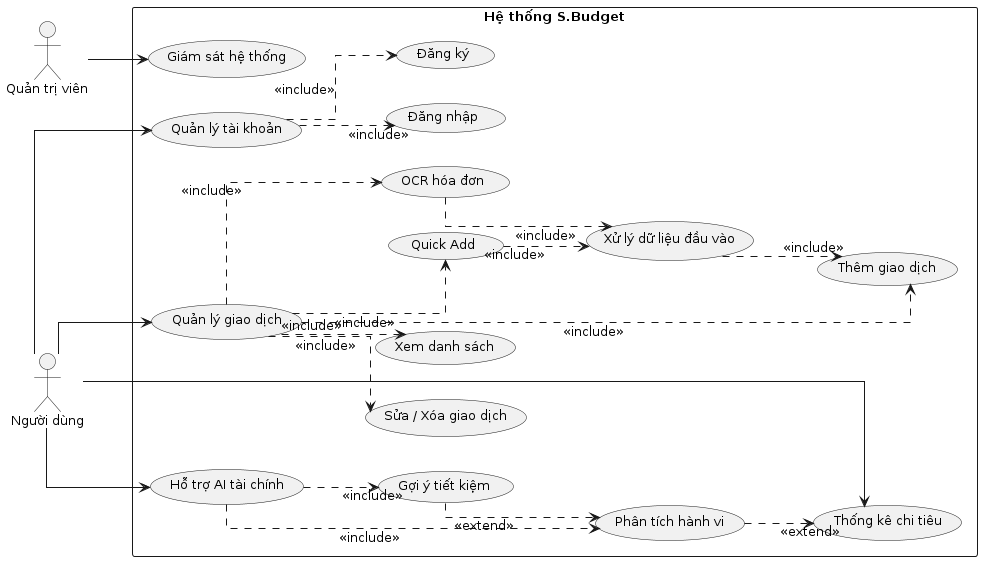 Hệ thống S.Budget
Quản trị viên
Giám sát hệ thống
Đăng ký
«include»
Quản lý tài khoản
Đăng nhập
«include»
OCR hóa đơn
«include»
Quick Add
«include»
Xử lý dữ liệu đầu vào
«include»
«include»
Thêm giao dịch
Quản lý giao dịch
«include»
«include»
«include»
«include»
Xem danh sách
Sửa / Xóa giao dịch
Người dùng
Hỗ trợ AI tài chính
«include»
Gợi ý tiết kiệm
«extend»
«include»
Phân tích hành vi
«extend»
Thống kê chi tiêu